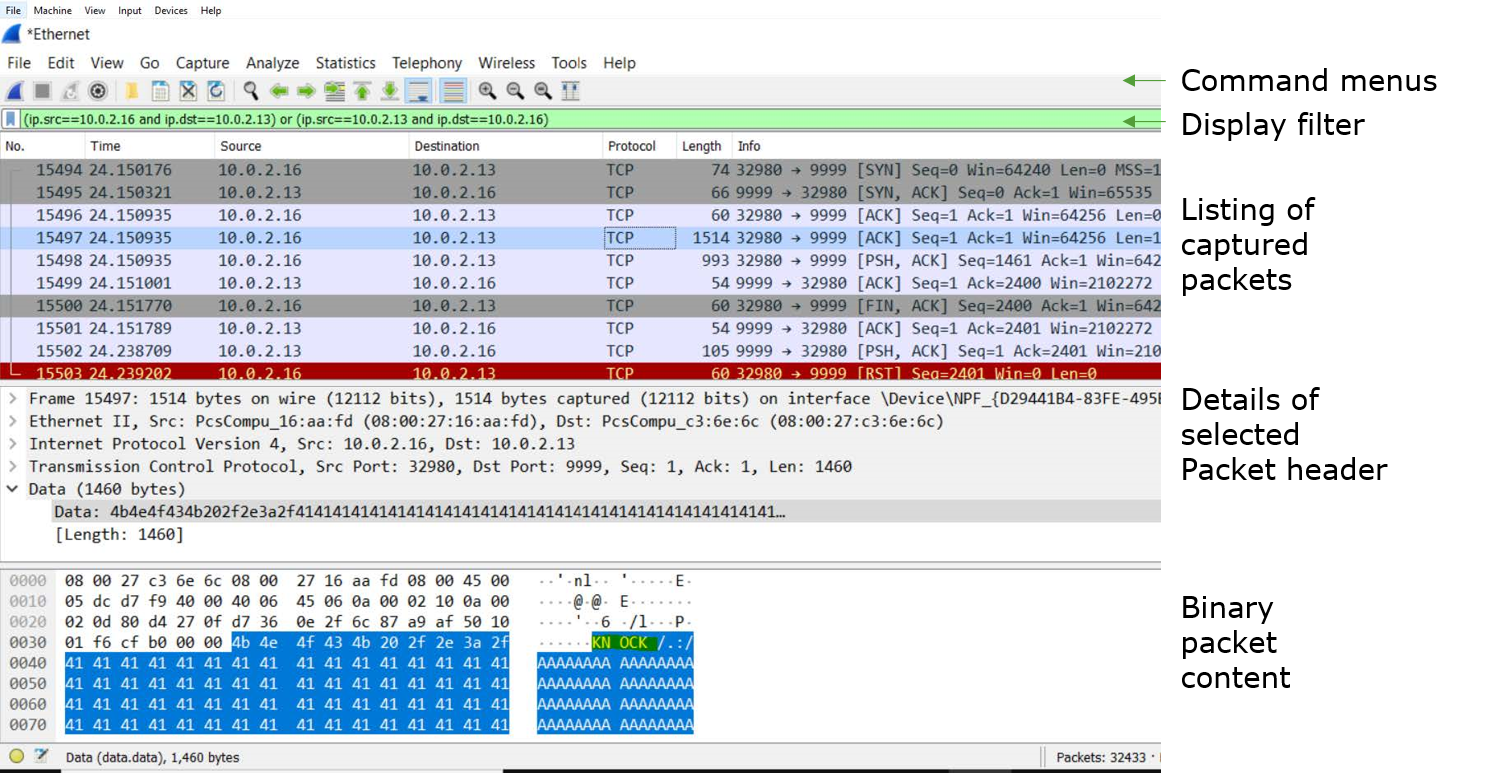 File Machine View Input Devices Help
*Ethernet
File Edit View Go Capture Analyze Statistics Telephony Wireless Tools Help
Command menus
(ip.src==10.0.2.16 and ip.dst==10.0.2.13) or (ip.src==10.0.2.13 and ip.dst==10.0.2.16)
Display filter
No. Time Source Destination Protocol Length Info
15494 24.150176 10.0.2.16 10.0.2.13 TCP 74 32980 → 9999 [SYN] Seq=0 Win=64240 Len=0 MSS=1
15495 24.150321 10.0.2.13 10.0.2.16 TCP 66 9999 → 32980 [SYN, ACK] Seq=0 Ack=1 Win=65535
15496 24.150935 10.0.2.16 10.0.2.13 TCP 60 32980 → 9999 [ACK] Seq=1 Ack=1 Win=64256 Len=0
15497 24.150935 10.0.2.16 10.0.2.13 TCP 1514 32980 → 9999 [ACK] Seq=1 Ack=1 Win=64256 Len=1
15498 24.150935 10.0.2.16 10.0.2.13 TCP 993 32980 → 9999 [PSH, ACK] Seq=1461 Ack=1 Win=642
15499 24.151001 10.0.2.13 10.0.2.16 TCP 54 9999 → 32980 [ACK] Seq=1 Ack=2400 Win=2102272
15500 24.151770 10.0.2.16 10.0.2.13 TCP 60 32980 → 9999 [FIN, ACK] Seq=2400 Ack=1 Win=642
15501 24.151789 10.0.2.13 10.0.2.16 TCP 54 9999 → 32980 [ACK] Seq=1 Ack=2401 Win=2102272
15502 24.238709 10.0.2.13 10.0.2.16 TCP 105 9999 → 32980 [PSH, ACK] Seq=1 Ack=2401 Win=210
15503 24.239202 10.0.2.16 10.0.2.13 TCP 60 32980 → 9999 [RST] Seq=2401 Win=0 Len=0
Listing of
captured
packets
Frame 15497: 1514 bytes on wire (12112 bits), 1514 bytes captured (12112 bits) on interface \Device\NPF_{D29441B4-83FE-495E
Ethernet II, Src: PcsCompu_16:aa:fd (08:00:27:16:aa:fd), Dst: PcsCompu_c3:6e:6c (08:00:27:c3:6e:6c)
Internet Protocol Version 4, Src: 10.0.2.16, Dst: 10.0.2.13
Transmission Control Protocol, Src Port: 32980, Dst Port: 9999, Seq: 1, Ack: 1, Len: 1460
Data (1460 bytes)
Data: 4b4e4f434b202f2e3a2f4141414141414141414141414141414141414141414141414141…
[Length: 1460]
Details of
selected
Packet header
0000 08 00 27 c3 6e 6c 08 00 27 16 aa fd 08 00 45 00 ··'·nl·· '·····E·
0010 05 dc d7 f9 40 00 40 06 45 06 0a 00 02 10 0a 00 ····@·@· E·······
0020 02 0d 80 d4 27 0f d7 36 0e 2f 6c 87 a9 af 50 10 ····'··6 ·/l···P·
0030 01 f6 cf b0 00 00 4b 4e 4f 43 4b 20 2f 2e 3a 2f ······KN OCK /.:/
0040 41 41 41 41 41 41 41 41 41 41 41 41 41 41 41 41 AAAAAAAA AAAAAAAA
0050 41 41 41 41 41 41 41 41 41 41 41 41 41 41 41 41 AAAAAAAA AAAAAAAA
0060 41 41 41 41 41 41 41 41 41 41 41 41 41 41 41 41 AAAAAAAA AAAAAAAA
0070 41 41 41 41 41 41 41 41 41 41 41 41 41 41 41 41 AAAAAAAA AAAAAAAA
Binary
packet
content
Data (data.data), 1,460 bytes
Packets: 32433 ·